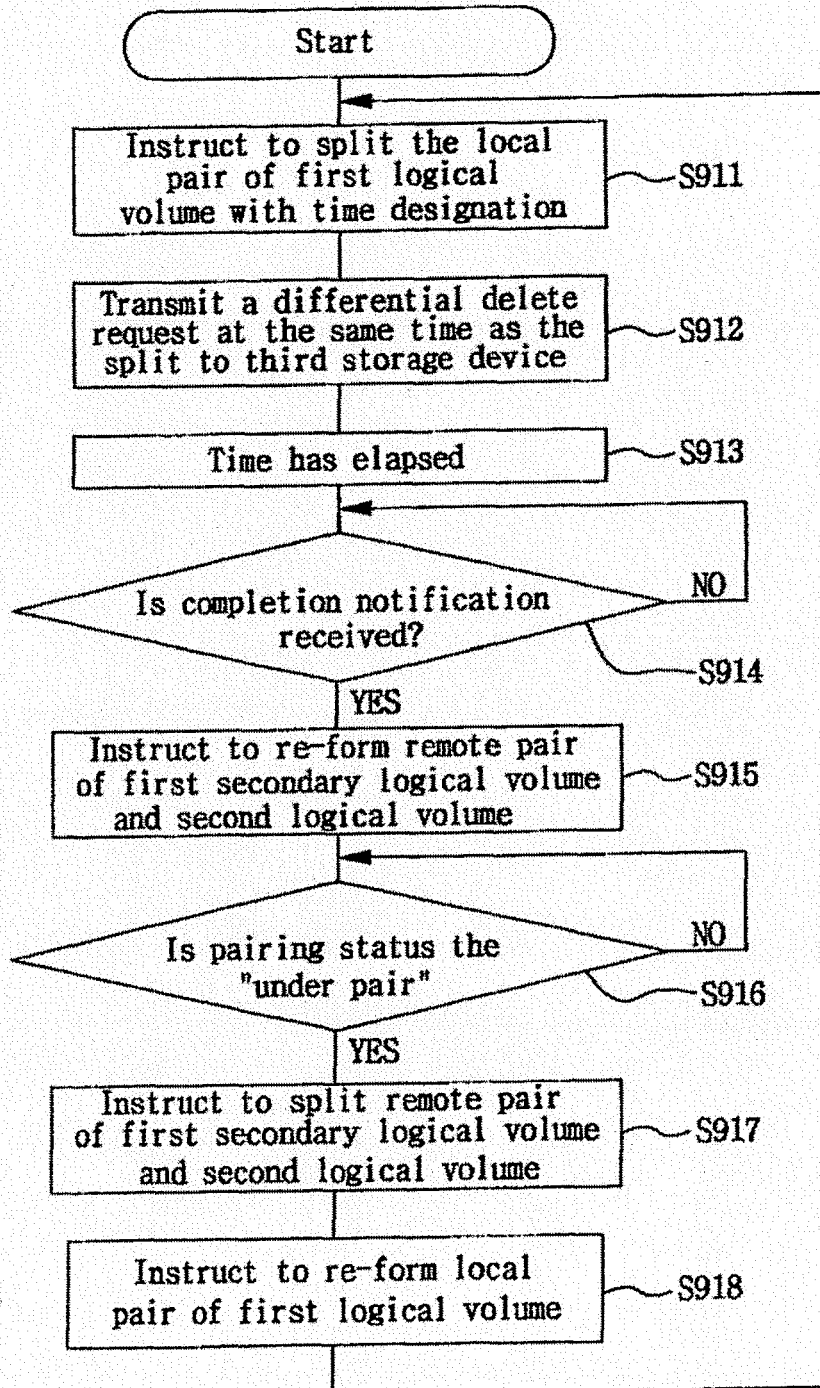 Start
Instruct to split the local
pair of first logical
volume with time designation
S911
Transmit a differential delete
request at the same time as the
split to third storage device
S912
Time has elapsed
S913
Is completion notification
received?
NO
S914
YES
Instruct to re-form remote pair
of first secondary logical volume
and second logical volume
S915
Is pairing status the
"under pair"
NO
S916
YES
Instruct to split remote pair
of first secondary logical volume
and second logical volume
S917
Instruct to re-form local
pair of first logical volume
S918